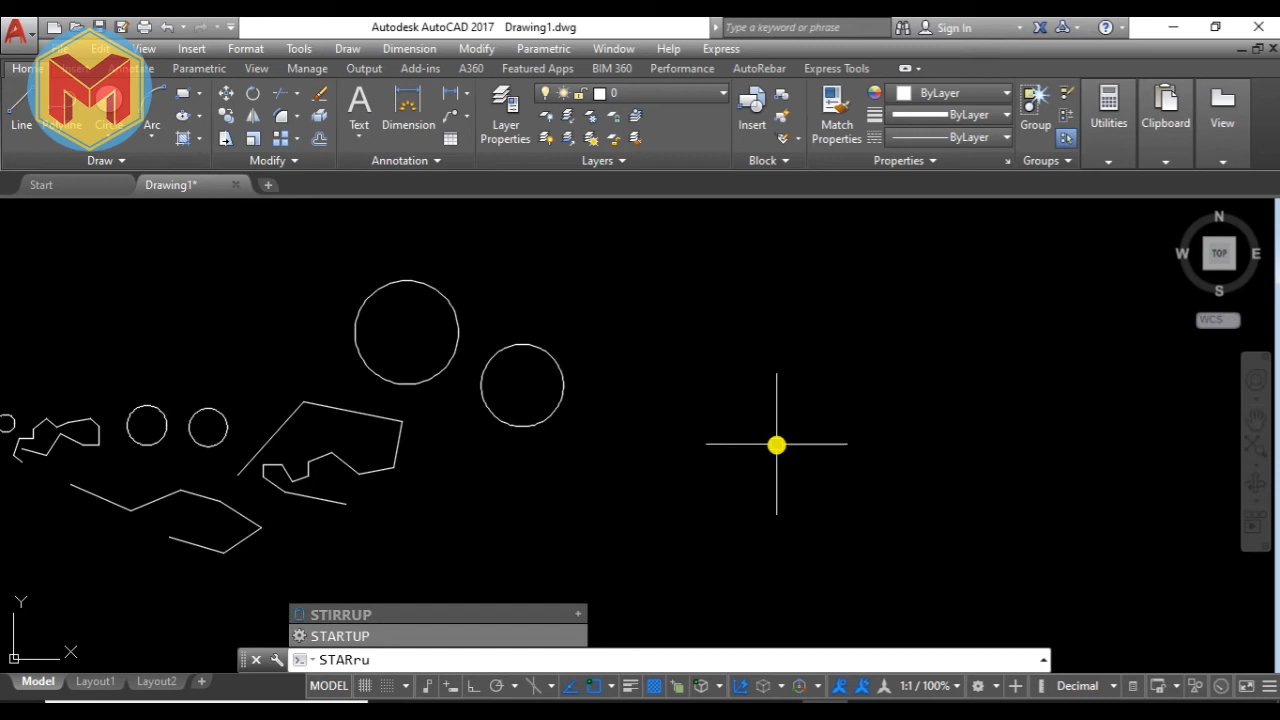 Autodesk AutoCAD 2017 Drawing1.dwg
Type a keyword or phrase
Sign In
File Edit View Insert Format Tools Draw Dimension Modify Parametric Window Help Express
Home Insert Annotate Parametric View Manage Output Add-ins A360 Featured Apps BIM 360 Performance AutoRebar Express Tools
Line Polyline Circle Arc
Text Dimension
Layer Properties
0
Insert
Match Properties
ByLayer
ByLayer
ByLayer
Group
Utilities
Clipboard
View
Draw Modify Annotation Layers Block Properties Groups
Start Drawing1*
N
W TOP E
S
WCS
Y
X
STIRRUP +
STARTUP
STARru
Model Layout1 Layout2 +
MODEL
1:1 / 100%
Decimal